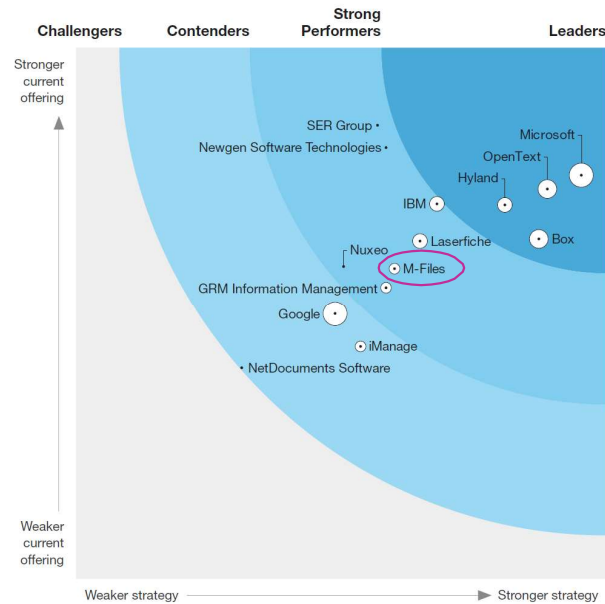 Challengers
Contenders
Strong
Performers
Leaders
Stronger
current
offering
SER Group
Newgen Software Technologies
Microsoft
OpenText
Hyland
IBM
Laserfiche
Box
Nuxeo
M-Files
GRM Information Management
Google
iManage
NetDocuments Software
Weaker
current
offering
Weaker strategy
Stronger strategy